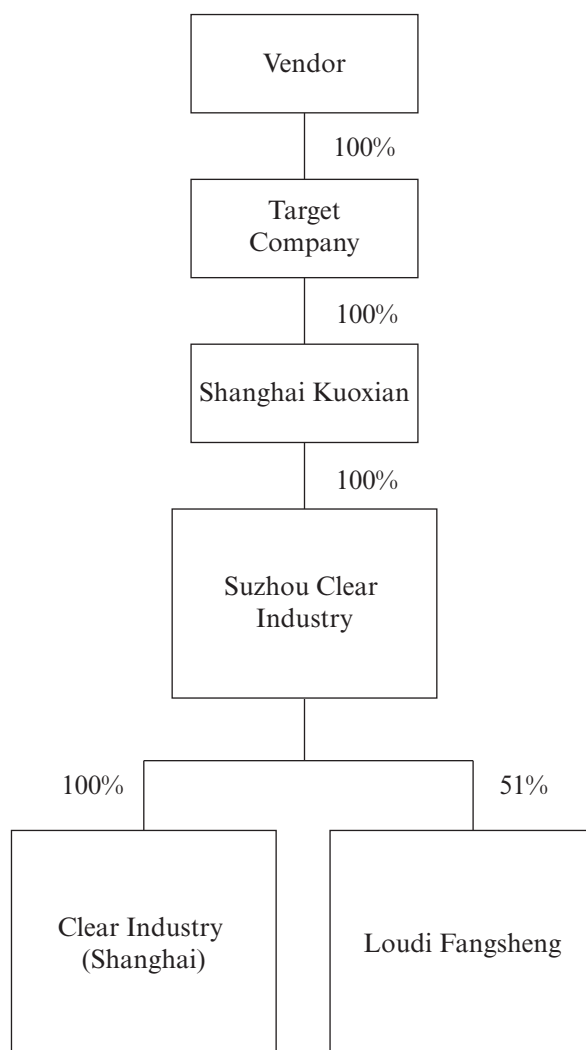 Vendor
100%
Target
Company
100%
Shanghai Kuoxian
100%
Suzhou Clear
Industry
100%
51%
Clear Industry
(Shanghai)
Loudi Fangsheng